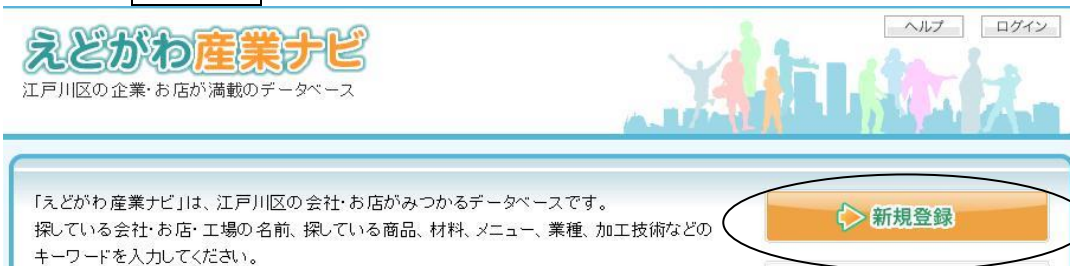 ヘルプ ログイン
えどがわ産業ナビ
江戸川区の企業・お店が満載のデータベース
「えどがわ産業ナビ」は、江戸川区の会社・お店がみつかるデータベースです。
探している会社・お店・工場の名前、探している商品、材料、メニュー、業種、加工技術などの
キーワードを入力してください。
新規登録